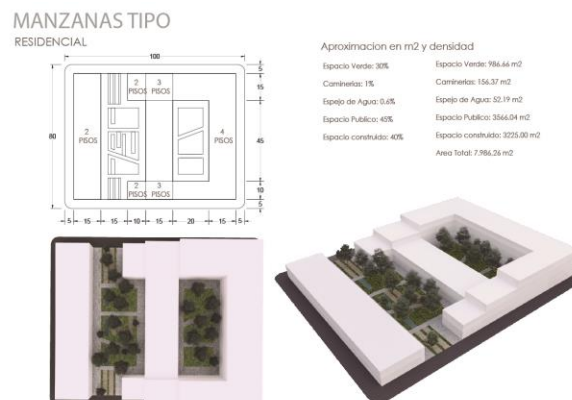 MANZANAS TIPO
RESIDENCIAL
100
Aproximacion en m2 y densidad
Espacio Verde: 30%
Espacio Verde: 986.66 m2
Caminerias: 1%
Caminerias: 156.37 m2
Espejo de Agua: 0.6%
Espejo de Agua: 52.19 m2
Espacio Publico: 45%
Espacio Publico: 3566.04 m2
Espacio construido: 40%
Espacio construido: 3225.00 m2
Area Total: 7.986,26 m2
5
2 PISOS
3 PISOS
15
80
2 PISOS
4 PISOS
45
2 PISOS
3 PISOS
10
5
5 15 15 10 15 20 15 5